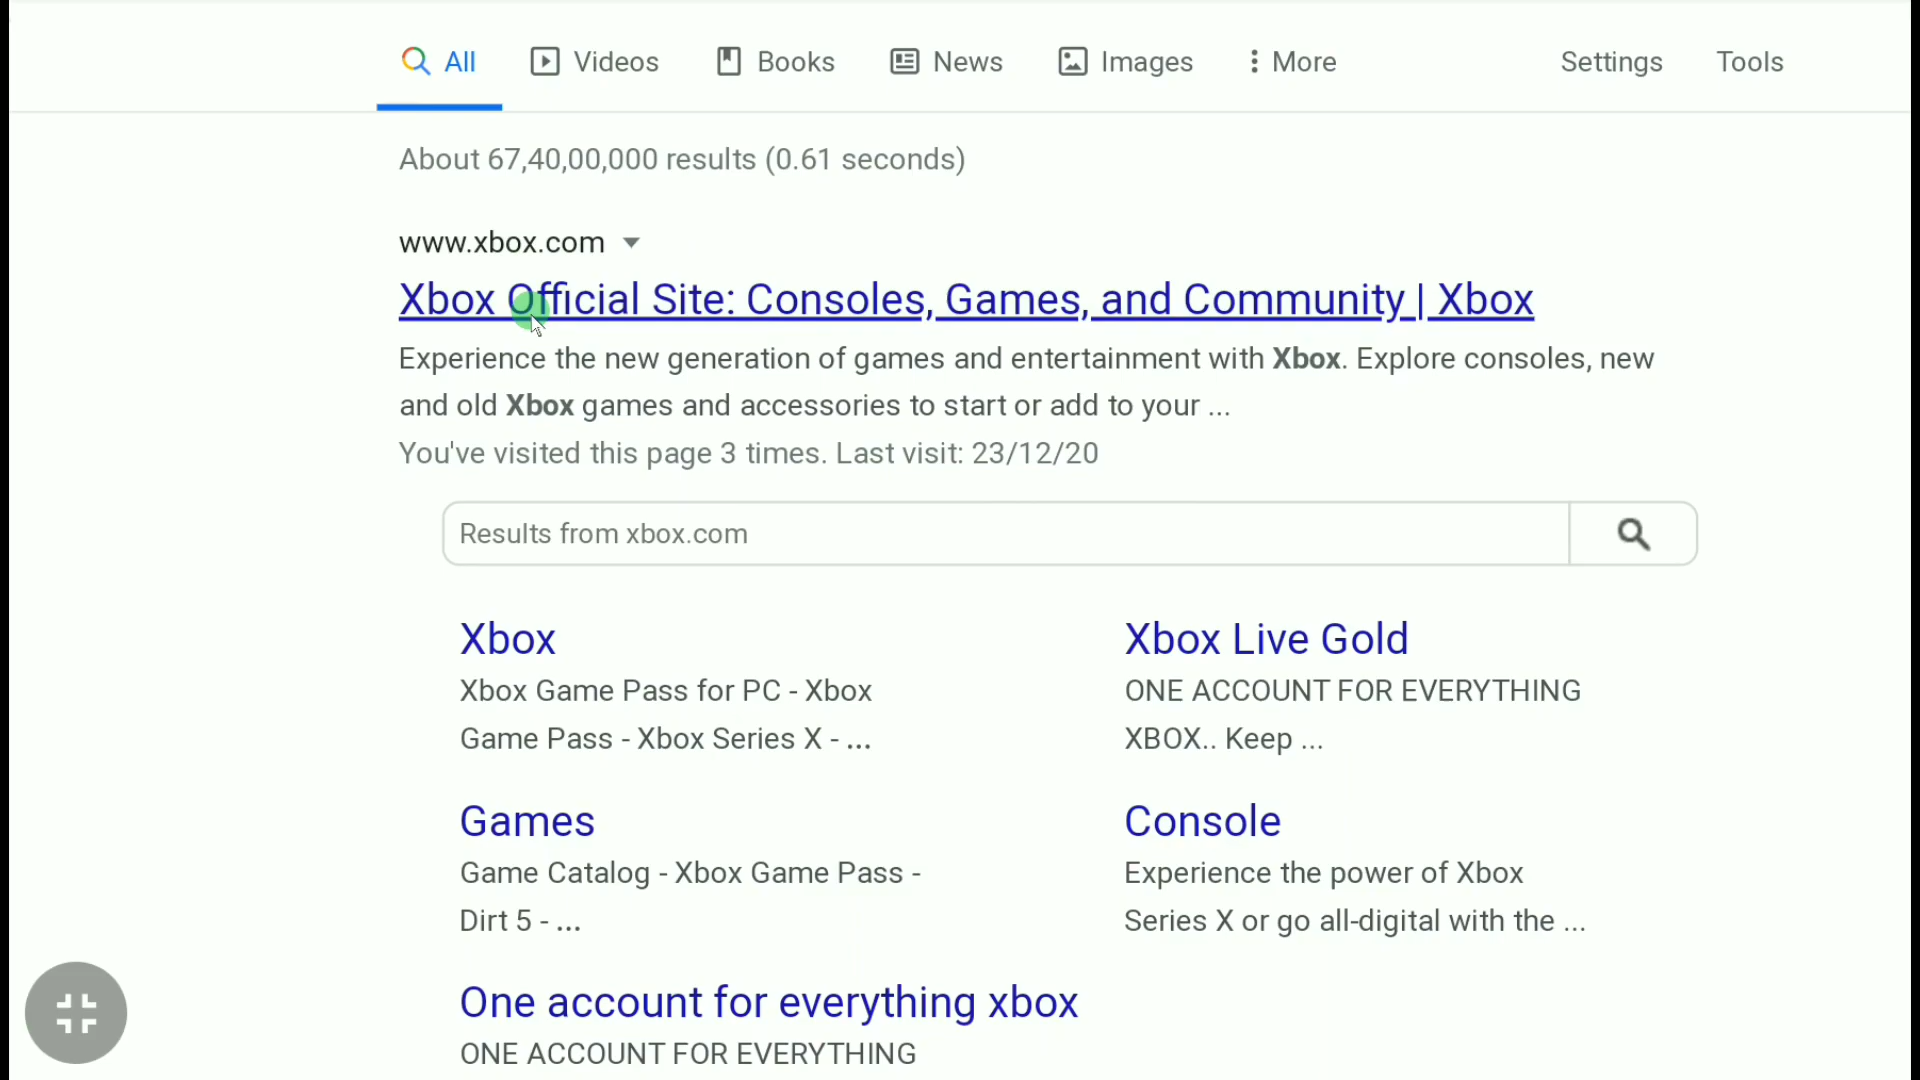 All Videos Books News Images More Settings Tools
About 67,40,00,000 results (0.61 seconds)
www.xbox.com
Xbox Official Site: Consoles, Games, and Community | Xbox
Experience the new generation of games and entertainment with Xbox. Explore consoles, new
and old Xbox games and accessories to start or add to your ...
You've visited this page 3 times. Last visit: 23/12/20
Results from xbox.com
Xbox
Xbox Game Pass for PC - Xbox
Game Pass - Xbox Series X - ...
Xbox Live Gold
ONE ACCOUNT FOR EVERYTHING
XBOX.. Keep ...
Games
Game Catalog - Xbox Game Pass -
Dirt 5 - ...
Console
Experience the power of Xbox
Series X or go all-digital with the ...
One account for everything xbox
ONE ACCOUNT FOR EVERYTHING